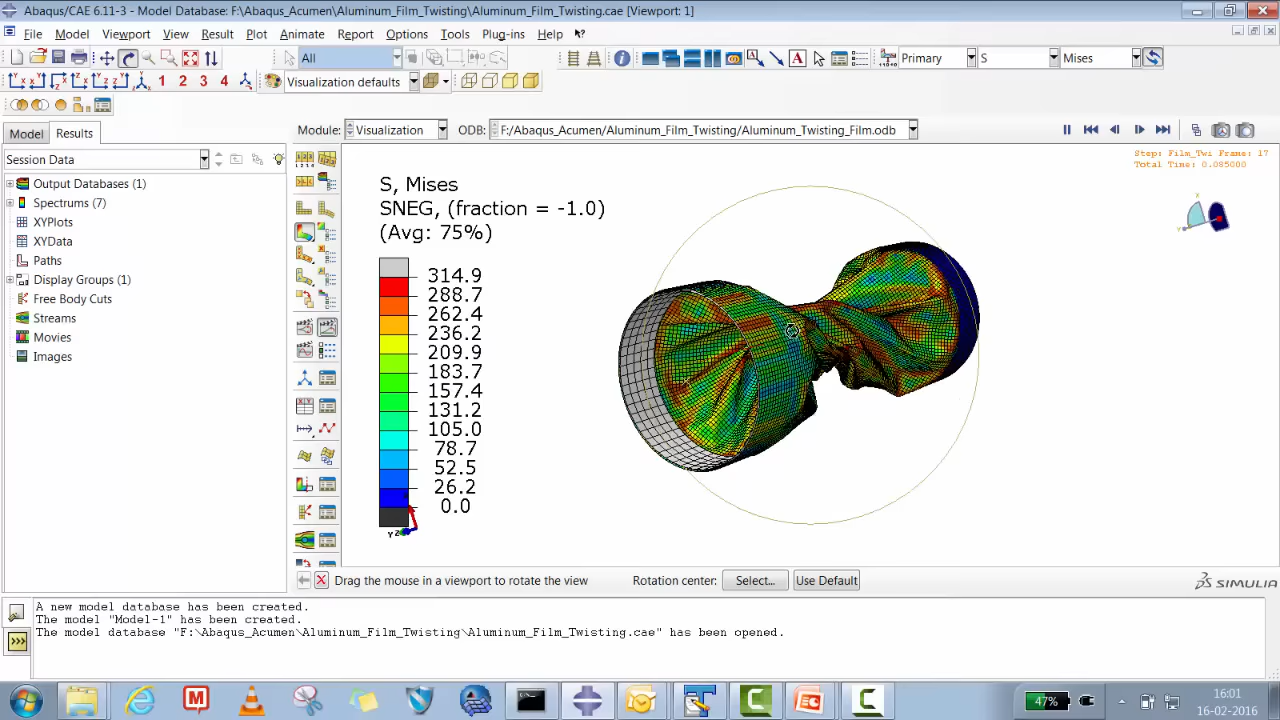 Abaqus/CAE 6.11-3 - Model Database: F:\Abaqus_Acumen\Aluminum_Film_Twisting\Aluminum_Film_Twisting.cae [Viewport: 1]
File Model Viewport View Result Plot Animate Report Options Tools Plug-ins Help
All
Primary S Mises
1 2 3 4
Visualization defaults
Model Results
Module: Visualization ODB: F:/Abaqus_Acumen/Aluminum_Film_Twisting/Aluminum_Twisting_Film.odb
Session Data
Output Databases (1)
Spectrums (7)
XYPlots
XYData
Paths
Display Groups (1)
Free Body Cuts
Streams
Movies
Images
Step: Film_Twi Frame: 17
Total Time: 0.085000
S, Mises
SNEG, (fraction = -1.0)
(Avg: 75%)
314.9
288.7
262.4
236.2
209.9
183.7
157.4
131.2
105.0
78.7
52.5
26.2
0.0
Drag the mouse in a viewport to rotate the view Rotation center: Select... Use Default
SIMULIA
A new model database has been created.
The model "Model-1" has been created.
The model database "F:\Abaqus_Acumen\Aluminum_Film_Twisting\Aluminum_Film_Twisting.cae" has been opened.
47%
16:01
16-02-2016